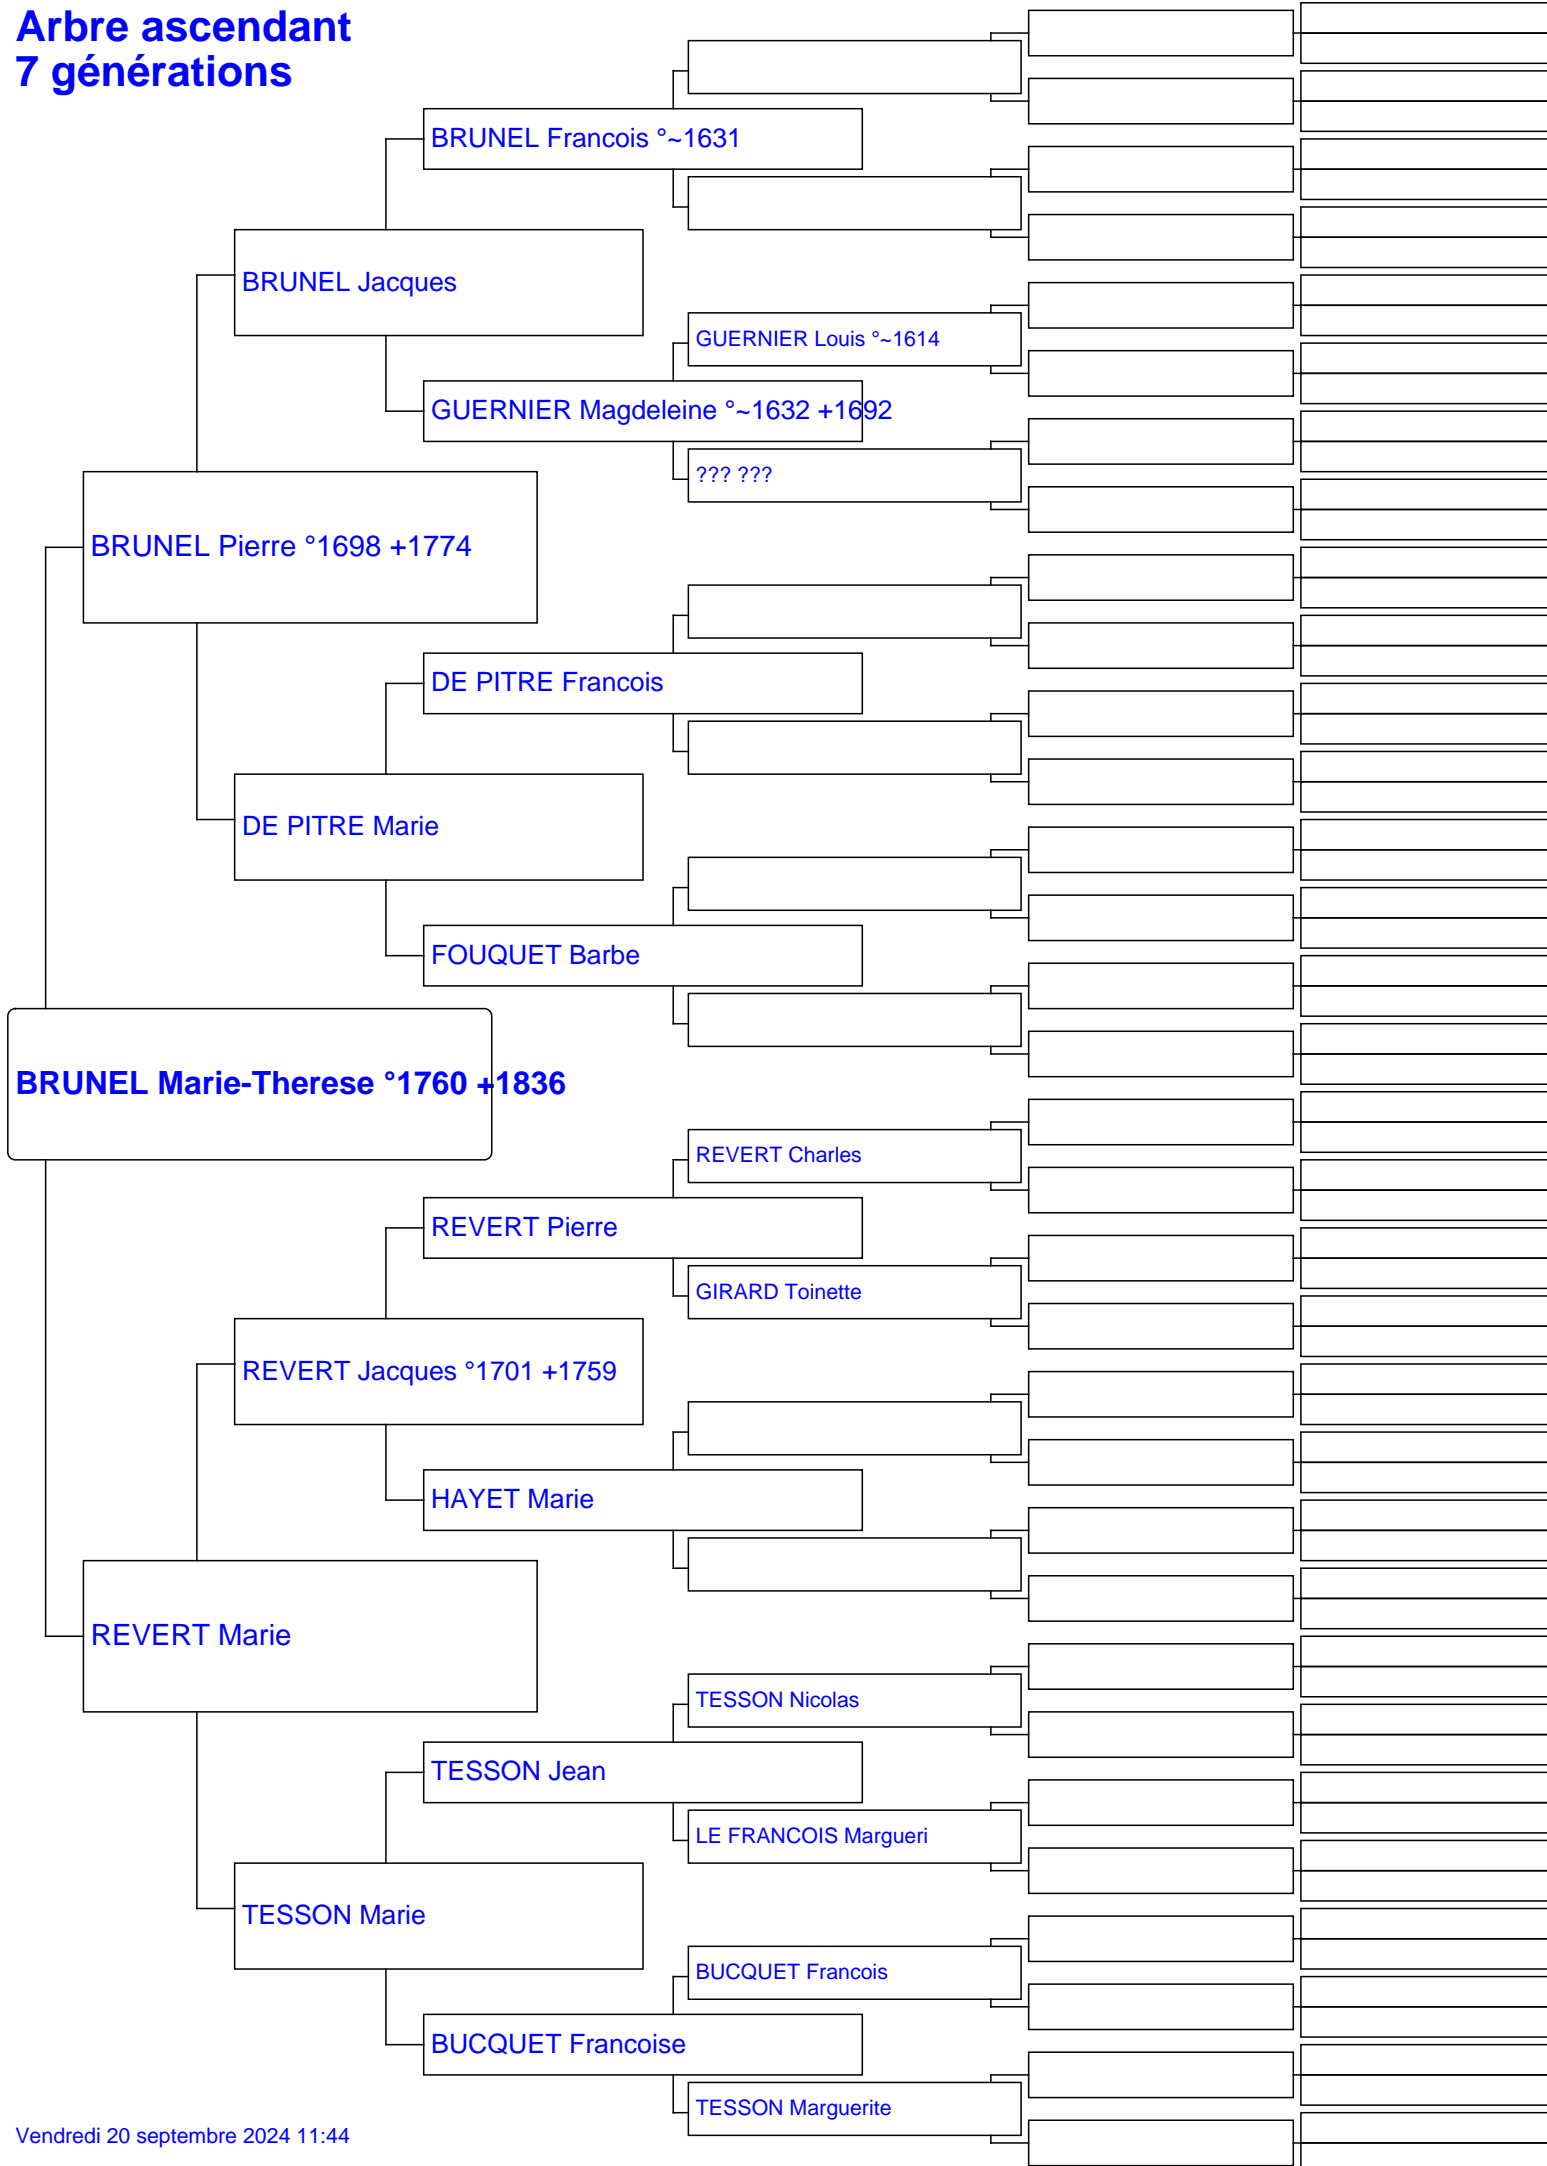 Arbre ascendant
7 générations
BRUNEL Francois °~1631
BRUNEL Jacques
GUERNIER Louis °~1614
GUERNIER Magdeleine °~1632 +1692
??? ???
BRUNEL Pierre °1698 +1774
DE PITRE Francois
DE PITRE Marie
FOUQUET Barbe
BRUNEL Marie-Therese °1760 +1836
REVERT Charles
REVERT Pierre
GIRARD Toinette
REVERT Jacques °1701 +1759
HAYET Marie
REVERT Marie
TESSON Nicolas
TESSON Jean
LE FRANCOIS Margueri
TESSON Marie
BUCQUET Francois
BUCQUET Francoise
TESSON Marguerite
Vendredi 20 septembre 2024 11:44